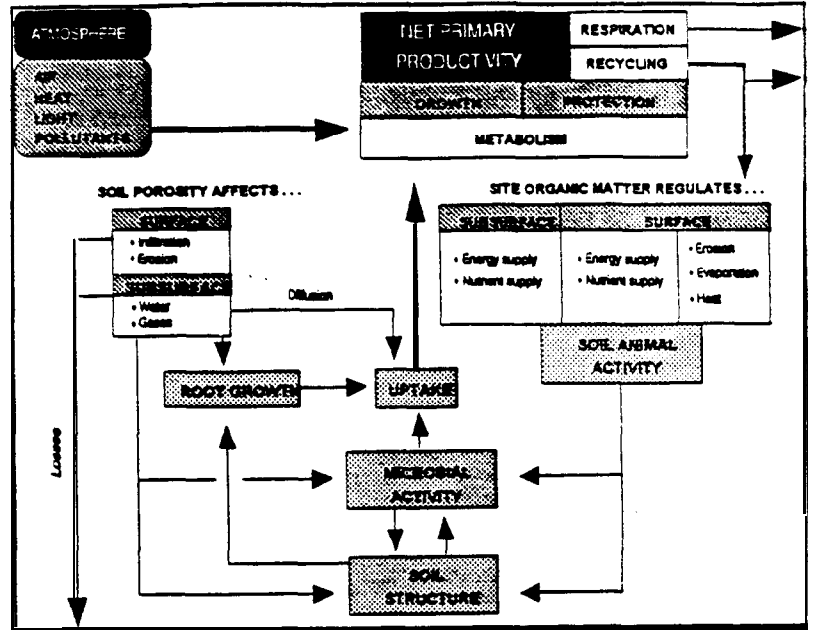 ATMOSPHERE
AIR
HEAT
LIGHT
POLLUTANTS
NET PRIMARY
PRODUCTIVITY
RESPIRATION
RECYCLING
GROWTH
PROTECTION
METABOLISM
SOIL POROSITY AFFECTS . . .
SURFACE
• Infiltration
• Erosion
SUBSURFACE
• Water
• Gases
Diffusion
SITE ORGANIC MATTER REGULATES . . .
SUBSURFACE
SURFACE
• Energy supply
• Nutrient supply
• Energy supply
• Nutrient supply
• Erosion
• Evaporation
• Heat
SOIL ANIMAL
ACTIVITY
ROOT GROWTH
UPTAKE
MICROBIAL
ACTIVITY
SOIL
STRUCTURE
Losses